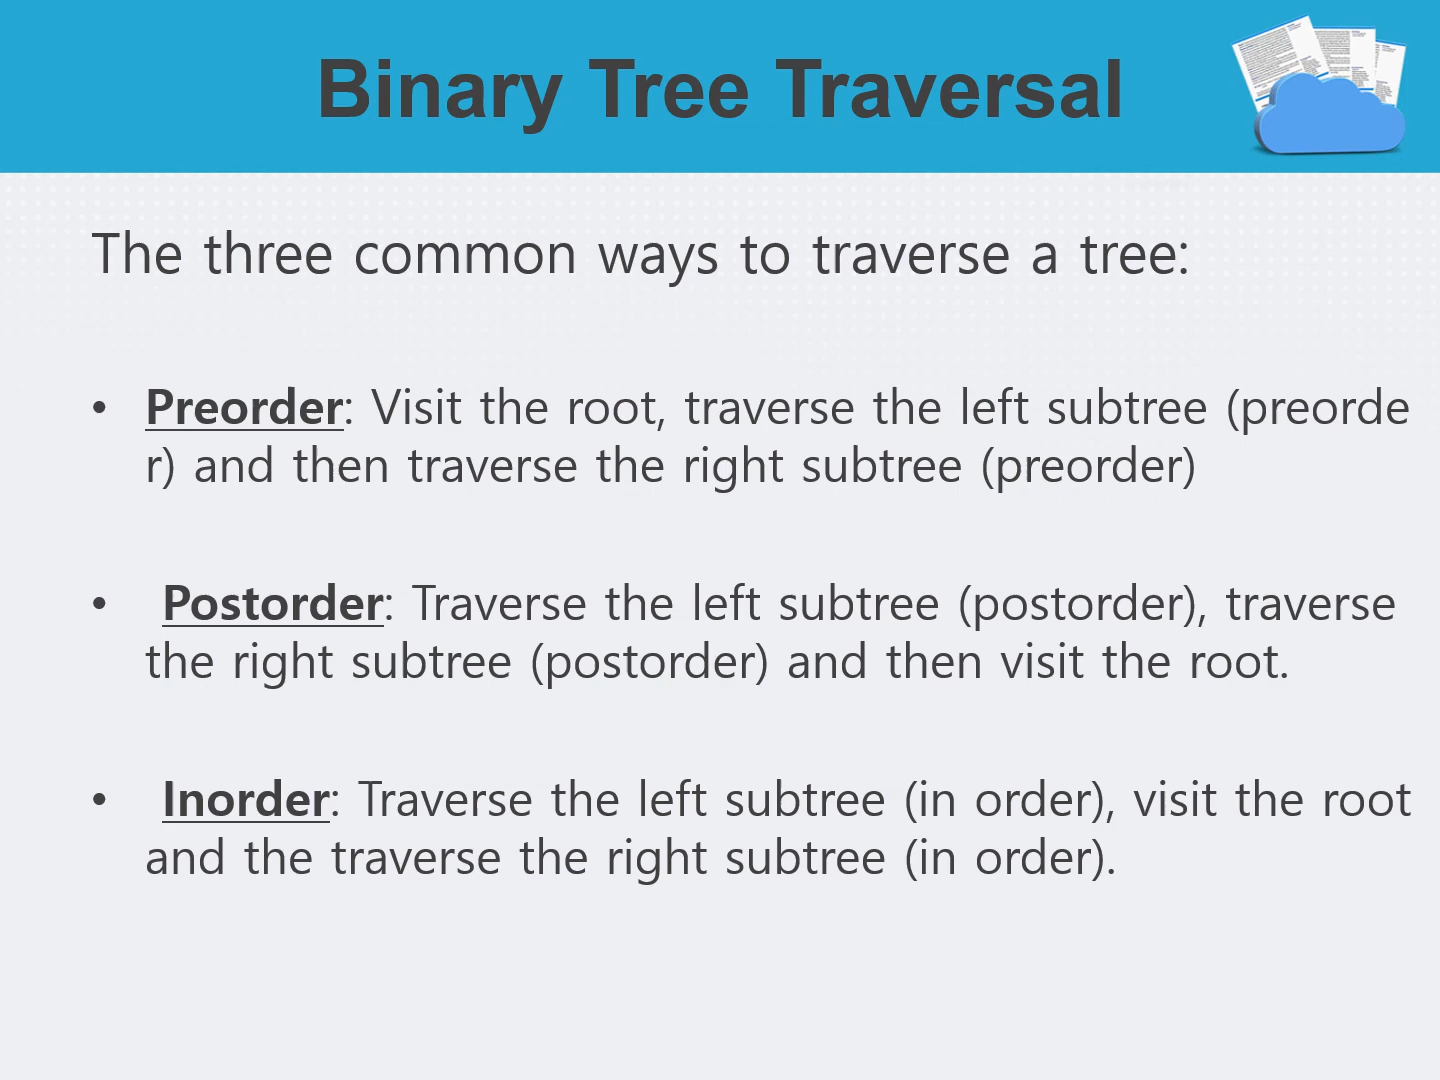 Binary Tree Traversal
The three common ways to traverse a tree:
• Preorder: Visit the root, traverse the left subtree (preorde
r) and then traverse the right subtree (preorder)
• Postorder: Traverse the left subtree (postorder), traverse
the right subtree (postorder) and then visit the root.
• Inorder: Traverse the left subtree (in order), visit the root
and the traverse the right subtree (in order).